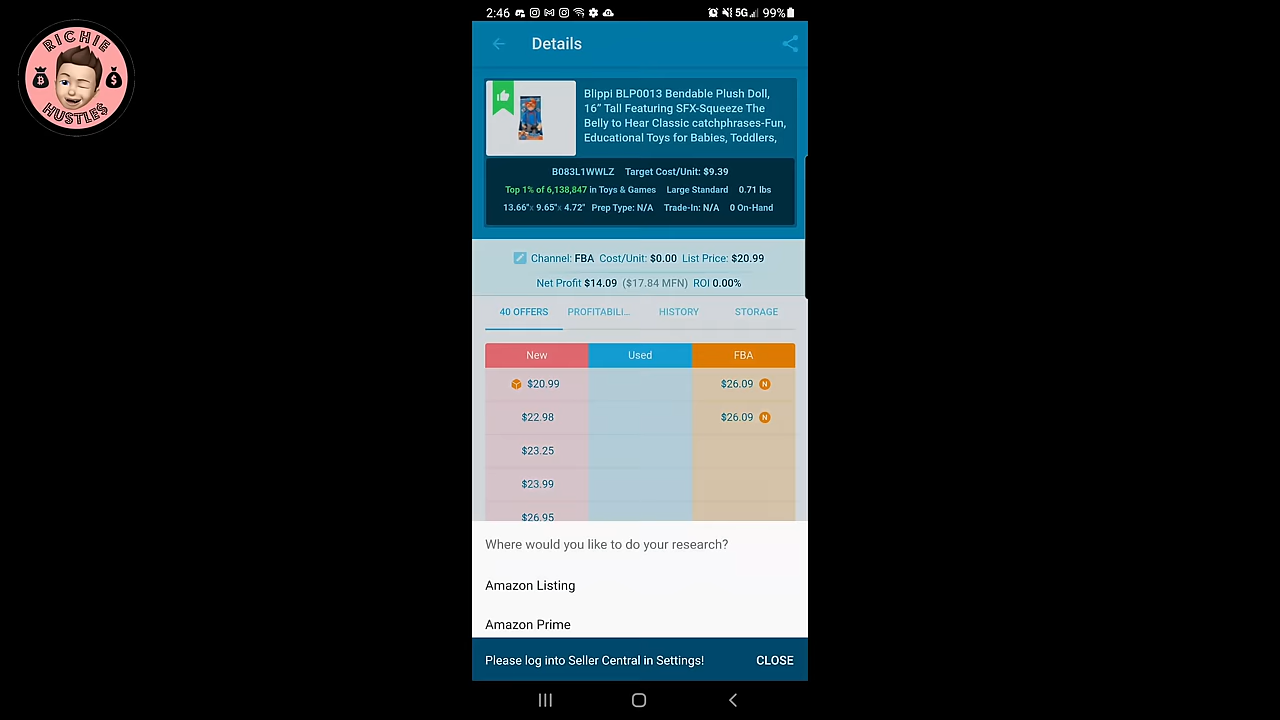 RICHIE
HUSTLES
2:46
5G
99%
Details
Blippi BLP0013 Bendable Plush Doll,
16” Tall Featuring SFX-Squeeze The
Belly to Hear Classic catchphrases-Fun,
Educational Toys for Babies, Toddlers,
B083L1WWLZ Target Cost/Unit: $9.39
Top 1% of 6,138,847 in Toys & Games Large Standard 0.71 lbs
13.66"x 9.65"x 4.72" Prep Type: N/A Trade-In: N/A 0 On-Hand
Channel: FBA Cost/Unit: $0.00 List Price: $20.99
Net Profit $14.09 ($17.84 MFN) ROI 0.00%
40 OFFERS PROFITABILI... HISTORY STORAGE
New Used FBA
$20.99 $26.09 N
$22.98 $26.09 N
$23.25
$23.99
$26.95
Where would you like to do your research?
Amazon Listing
Amazon Prime
Please log into Seller Central in Settings! CLOSE